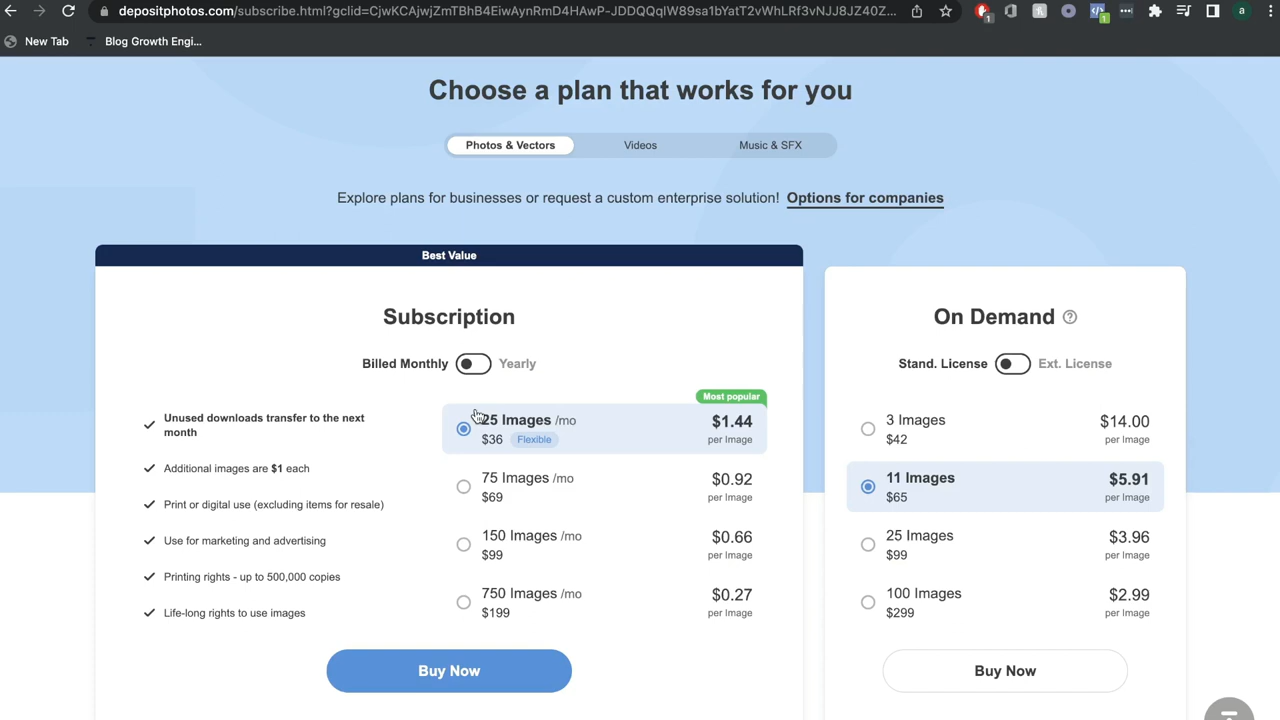 depositphotos.com/subscribe.html?gclid=CjwKCAjwjZmTBhB4EiwAynRmD4HAwP-JDDQQqIW89sa1bYatT2vWhLRf3vNJJ8JZ40Z...
1
1
a
New Tab
Blog Growth Engi...
Choose a plan that works for you
Photos & Vectors
Videos
Music & SFX
Explore plans for businesses or request a custom enterprise solution! Options for companies
Best Value
Subscription
Billed Monthly
Yearly
Unused downloads transfer to the next
month
Additional images are $1 each
Print or digital use (excluding items for resale)
Use for marketing and advertising
Printing rights - up to 500,000 copies
Life-long rights to use images
Most popular
25 Images /mo
$1.44
$36 Flexible
per Image
75 Images /mo
$0.92
$69
per Image
150 Images /mo
$0.66
$99
per Image
750 Images /mo
$0.27
$199
per Image
Buy Now
On Demand ?
Stand. License
Ext. License
3 Images
$14.00
$42
per Image
11 Images
$5.91
$65
per Image
25 Images
$3.96
$99
per Image
100 Images
$2.99
$299
per Image
Buy Now